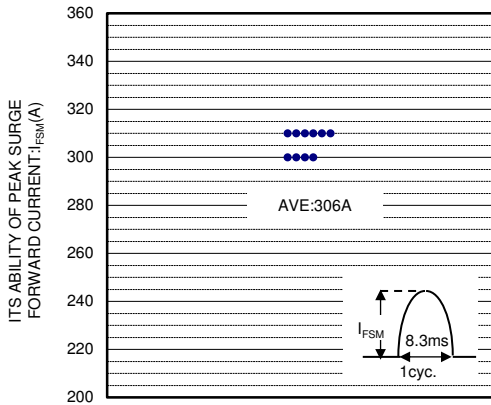 ITS ABILITY OF PEAK SURGE
FORWARD CURRENT:IFSM(A)
360
340
320
300
280
260
240
220
200
AVE:306A
IFSM
8.3ms
1cyc.